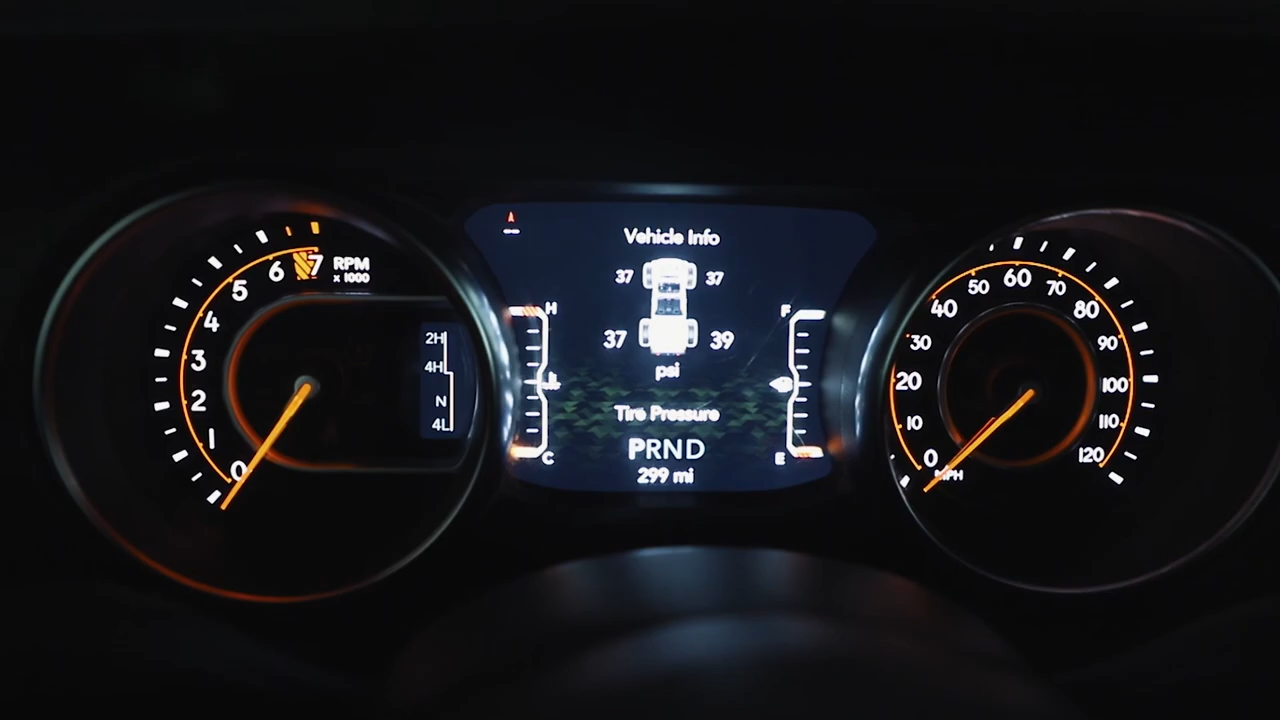 Vehicle Info
37 37
37 39
psi
Tire Pressure
PRND
299 mi
H
C
F
E
0 1 2 3 4 5 6 7
RPM
x 1000
2H
4H
N
4L
0 10 20 30 40 50 60 70 80 90 100 110 120
MPH